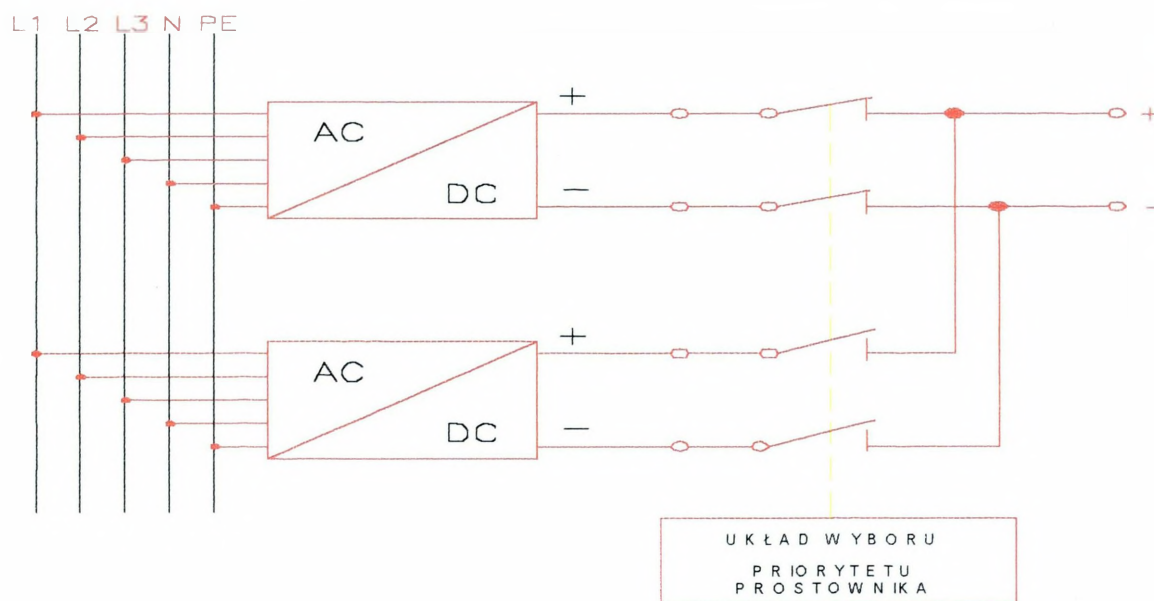 L1 L2 L3 N PE
+
+
AC
DC
−
−
+
AC
DC
−
UKŁAD WYBORU
PRIORYTETU
PROSTOWNIKA